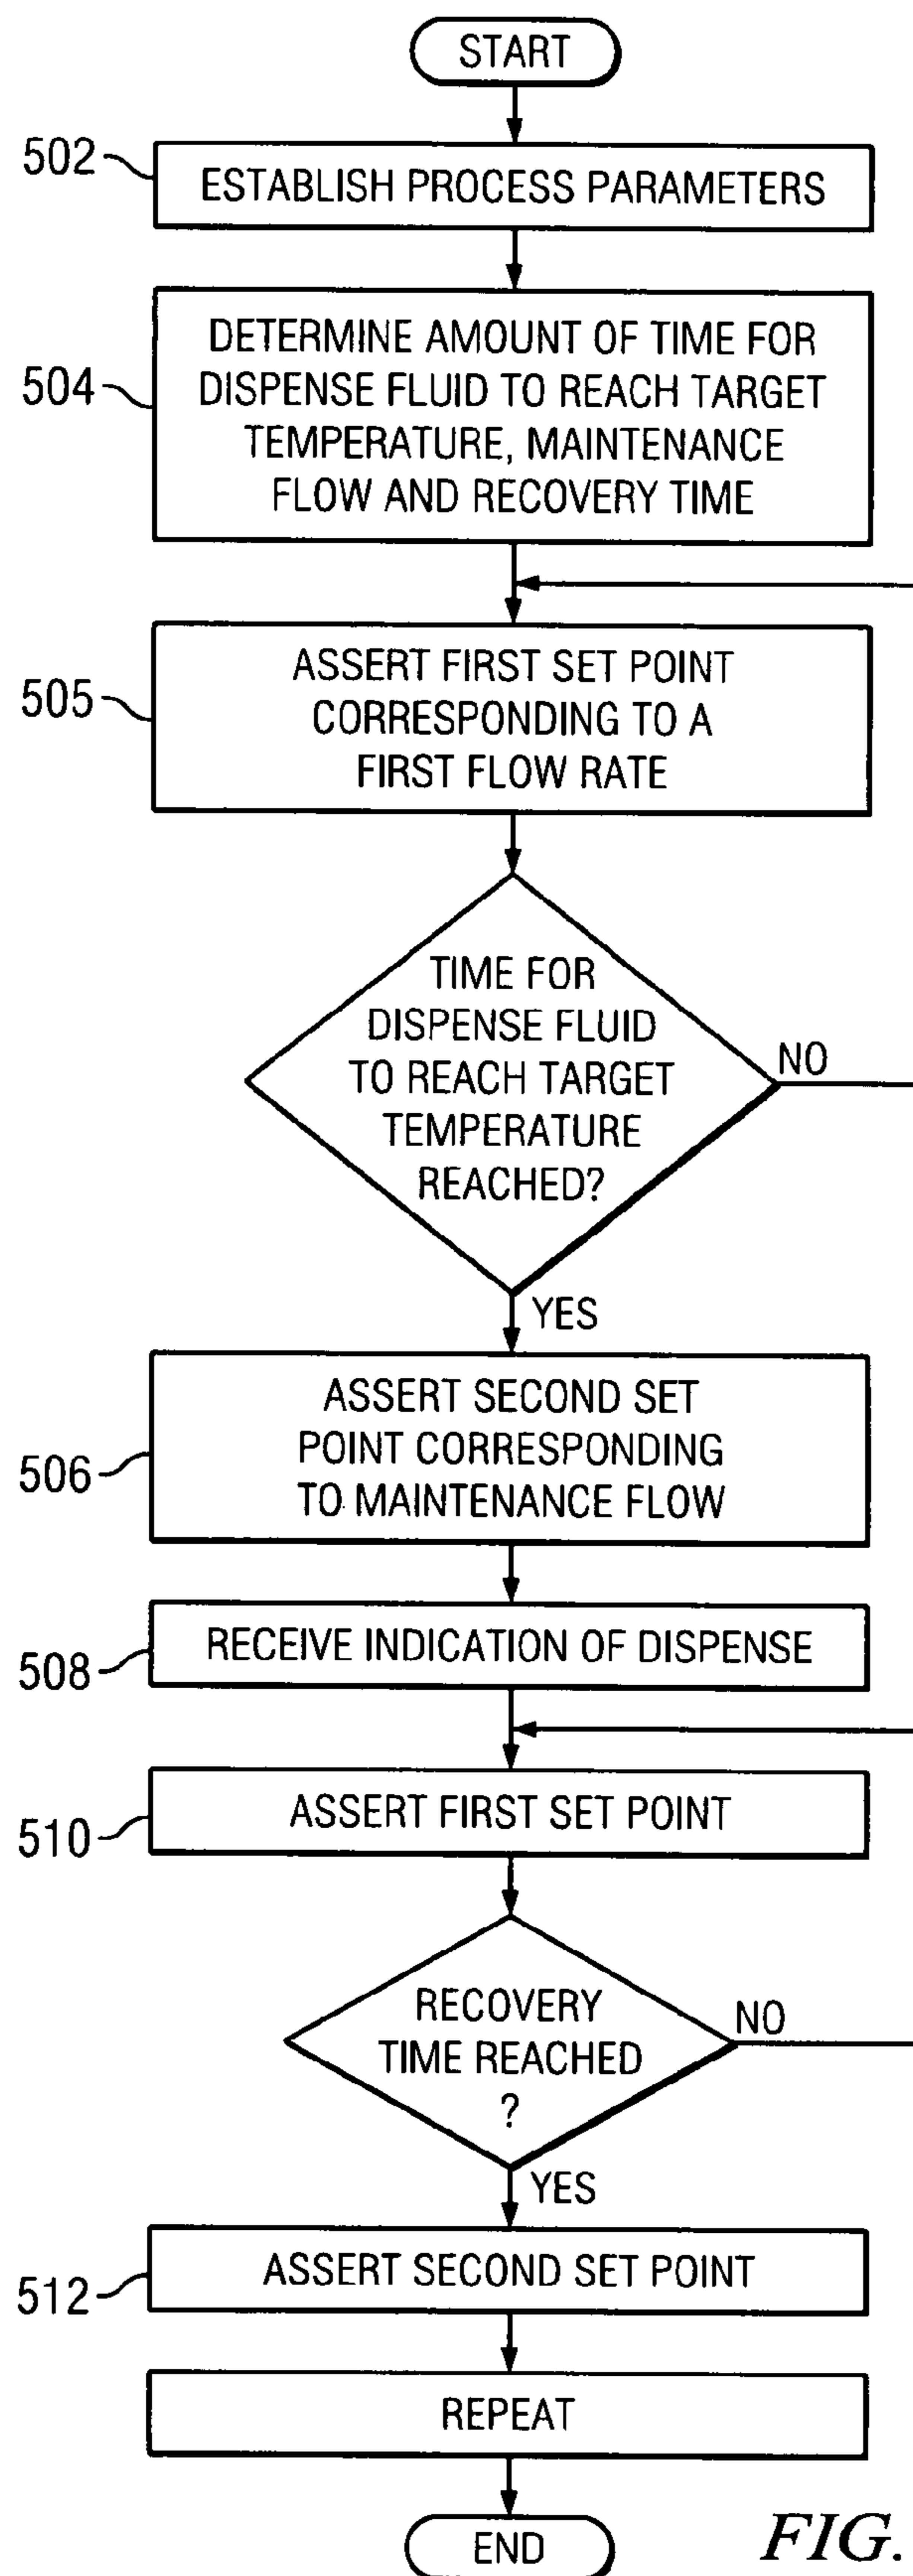 START
502
ESTABLISH PROCESS PARAMETERS
504
DETERMINE AMOUNT OF TIME FOR
DISPENSE FLUID TO REACH TARGET
TEMPERATURE, MAINTENANCE
FLOW AND RECOVERY TIME
505
ASSERT FIRST SET POINT
CORRESPONDING TO A
FIRST FLOW RATE
TIME FOR
DISPENSE FLUID
TO REACH TARGET
TEMPERATURE
REACHED?
NO
YES
506
ASSERT SECOND SET
POINT CORRESPONDING
TO MAINTENANCE FLOW
508
RECEIVE INDICATION OF DISPENSE
510
ASSERT FIRST SET POINT
RECOVERY
TIME REACHED
?
NO
YES
512
ASSERT SECOND SET POINT
REPEAT
END
FIG.